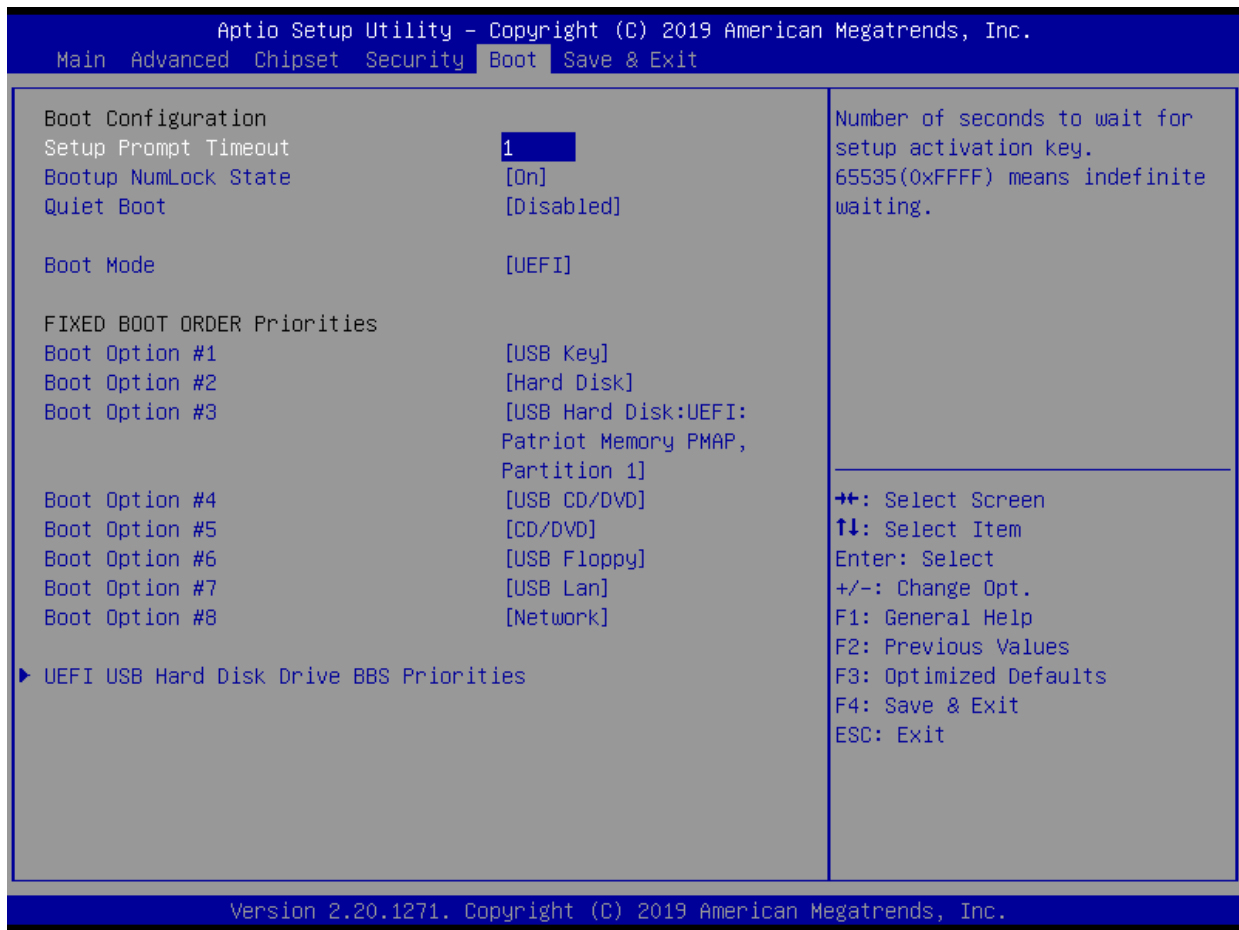 Aptio Setup Utility – Copyright (C) 2019 American Megatrends, Inc.
Main Advanced Chipset Security Boot Save & Exit
Boot Configuration
Setup Prompt Timeout 1
Bootup NumLock State [On]
Quiet Boot [Disabled]
Boot Mode [UEFI]
FIXED BOOT ORDER Priorities
Boot Option #1 [USB Key]
Boot Option #2 [Hard Disk]
Boot Option #3 [USB Hard Disk:UEFI:
Patriot Memory PMAP,
Partition 1]
Boot Option #4 [USB CD/DVD]
Boot Option #5 [CD/DVD]
Boot Option #6 [USB Floppy]
Boot Option #7 [USB Lan]
Boot Option #8 [Network]
UEFI USB Hard Disk Drive BBS Priorities
Number of seconds to wait for
setup activation key.
65535(0xFFFF) means indefinite
waiting.
→←: Select Screen
↑↓: Select Item
Enter: Select
+/-: Change Opt.
F1: General Help
F2: Previous Values
F3: Optimized Defaults
F4: Save & Exit
ESC: Exit
Version 2.20.1271. Copyright (C) 2019 American Megatrends, Inc.